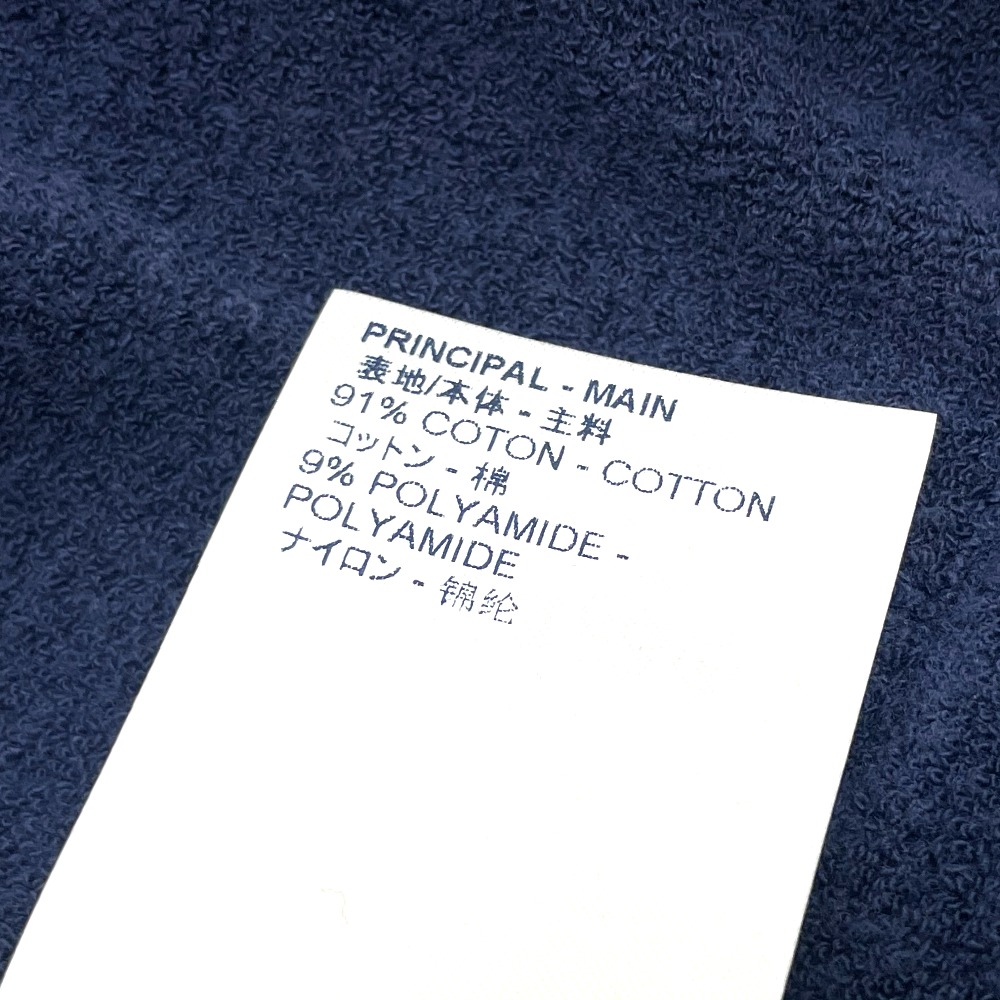 PRINCIPAL - MAIN
表地/本体 - 主料
91% COTON - COTTON
コットン - 棉
9% POLYAMIDE -
POLYAMIDE
ナイロン - 锦纶